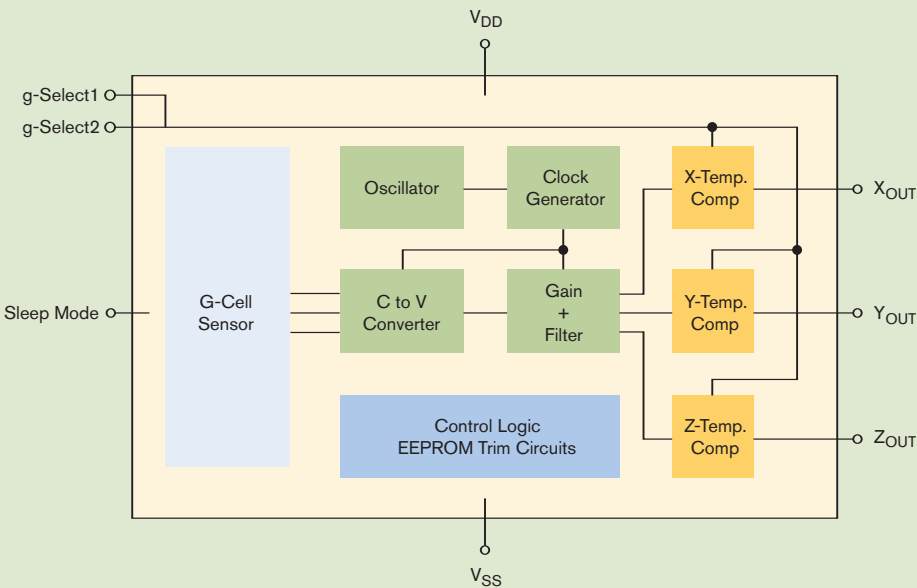 VDD
g-Select1
g-Select2
Oscillator
Clock
Generator
X-Temp.
Comp
XOUT
Sleep Mode
G-Cell
Sensor
C to V
Converter
Gain
+
Filter
Y-Temp.
Comp
YOUT
Control Logic
EEPROM Trim Circuits
Z-Temp.
Comp
ZOUT
VSS